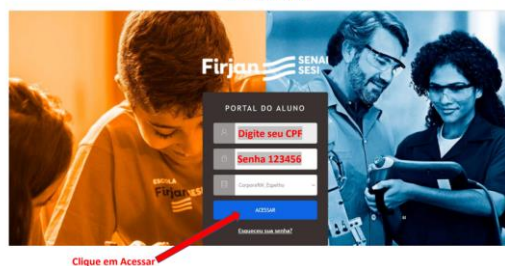 Firjan SENAI
SESI
PORTAL DO ALUNO
Digite seu CPF
Senha 123456
ACESSAR
Esqueceu sua senha?
ESCOLA
Firjan SES
Clique em Acessar